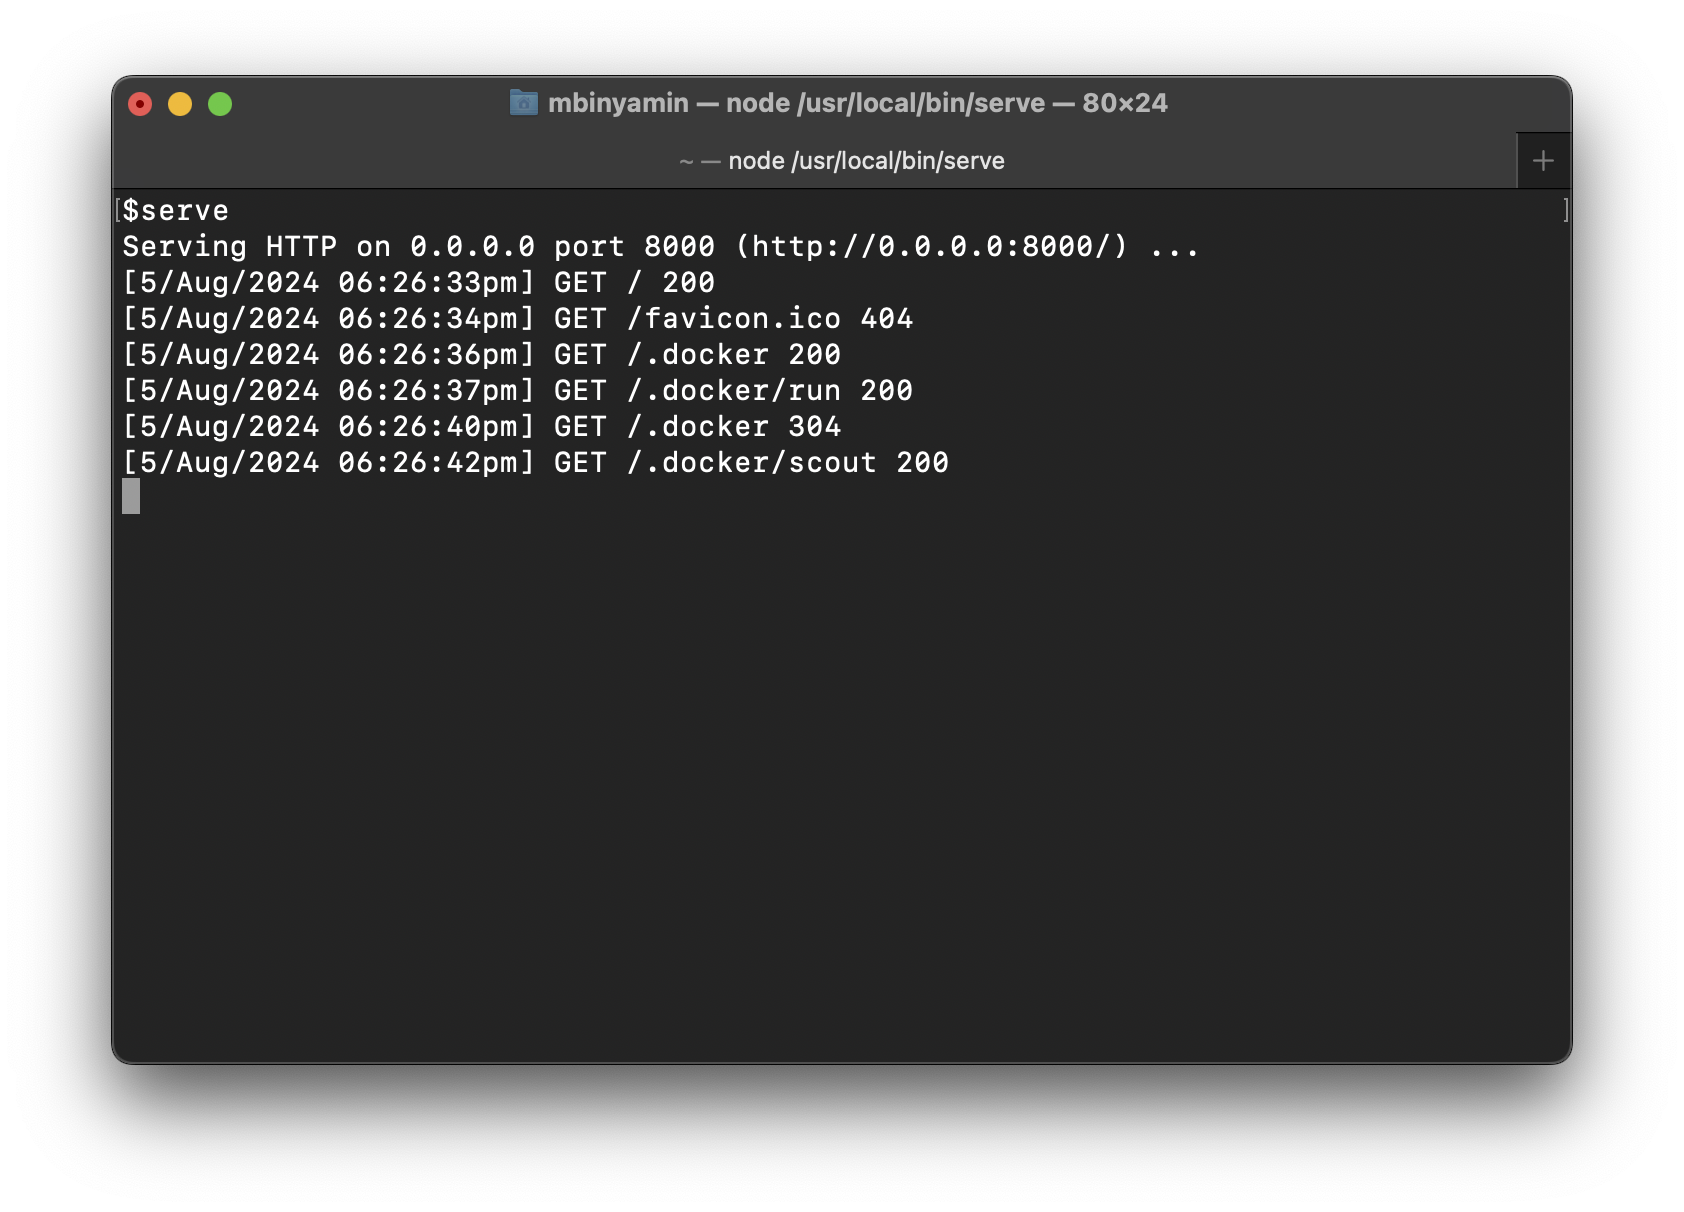 mbinyamin — node /usr/local/bin/serve — 80×24
~ — node /usr/local/bin/serve
[$serve ]
Serving HTTP on 0.0.0.0 port 8000 (http://0.0.0.0:8000/) ...
[5/Aug/2024 06:26:33pm] GET / 200
[5/Aug/2024 06:26:34pm] GET /favicon.ico 404
[5/Aug/2024 06:26:36pm] GET /.docker 200
[5/Aug/2024 06:26:37pm] GET /.docker/run 200
[5/Aug/2024 06:26:40pm] GET /.docker 304
[5/Aug/2024 06:26:42pm] GET /.docker/scout 200